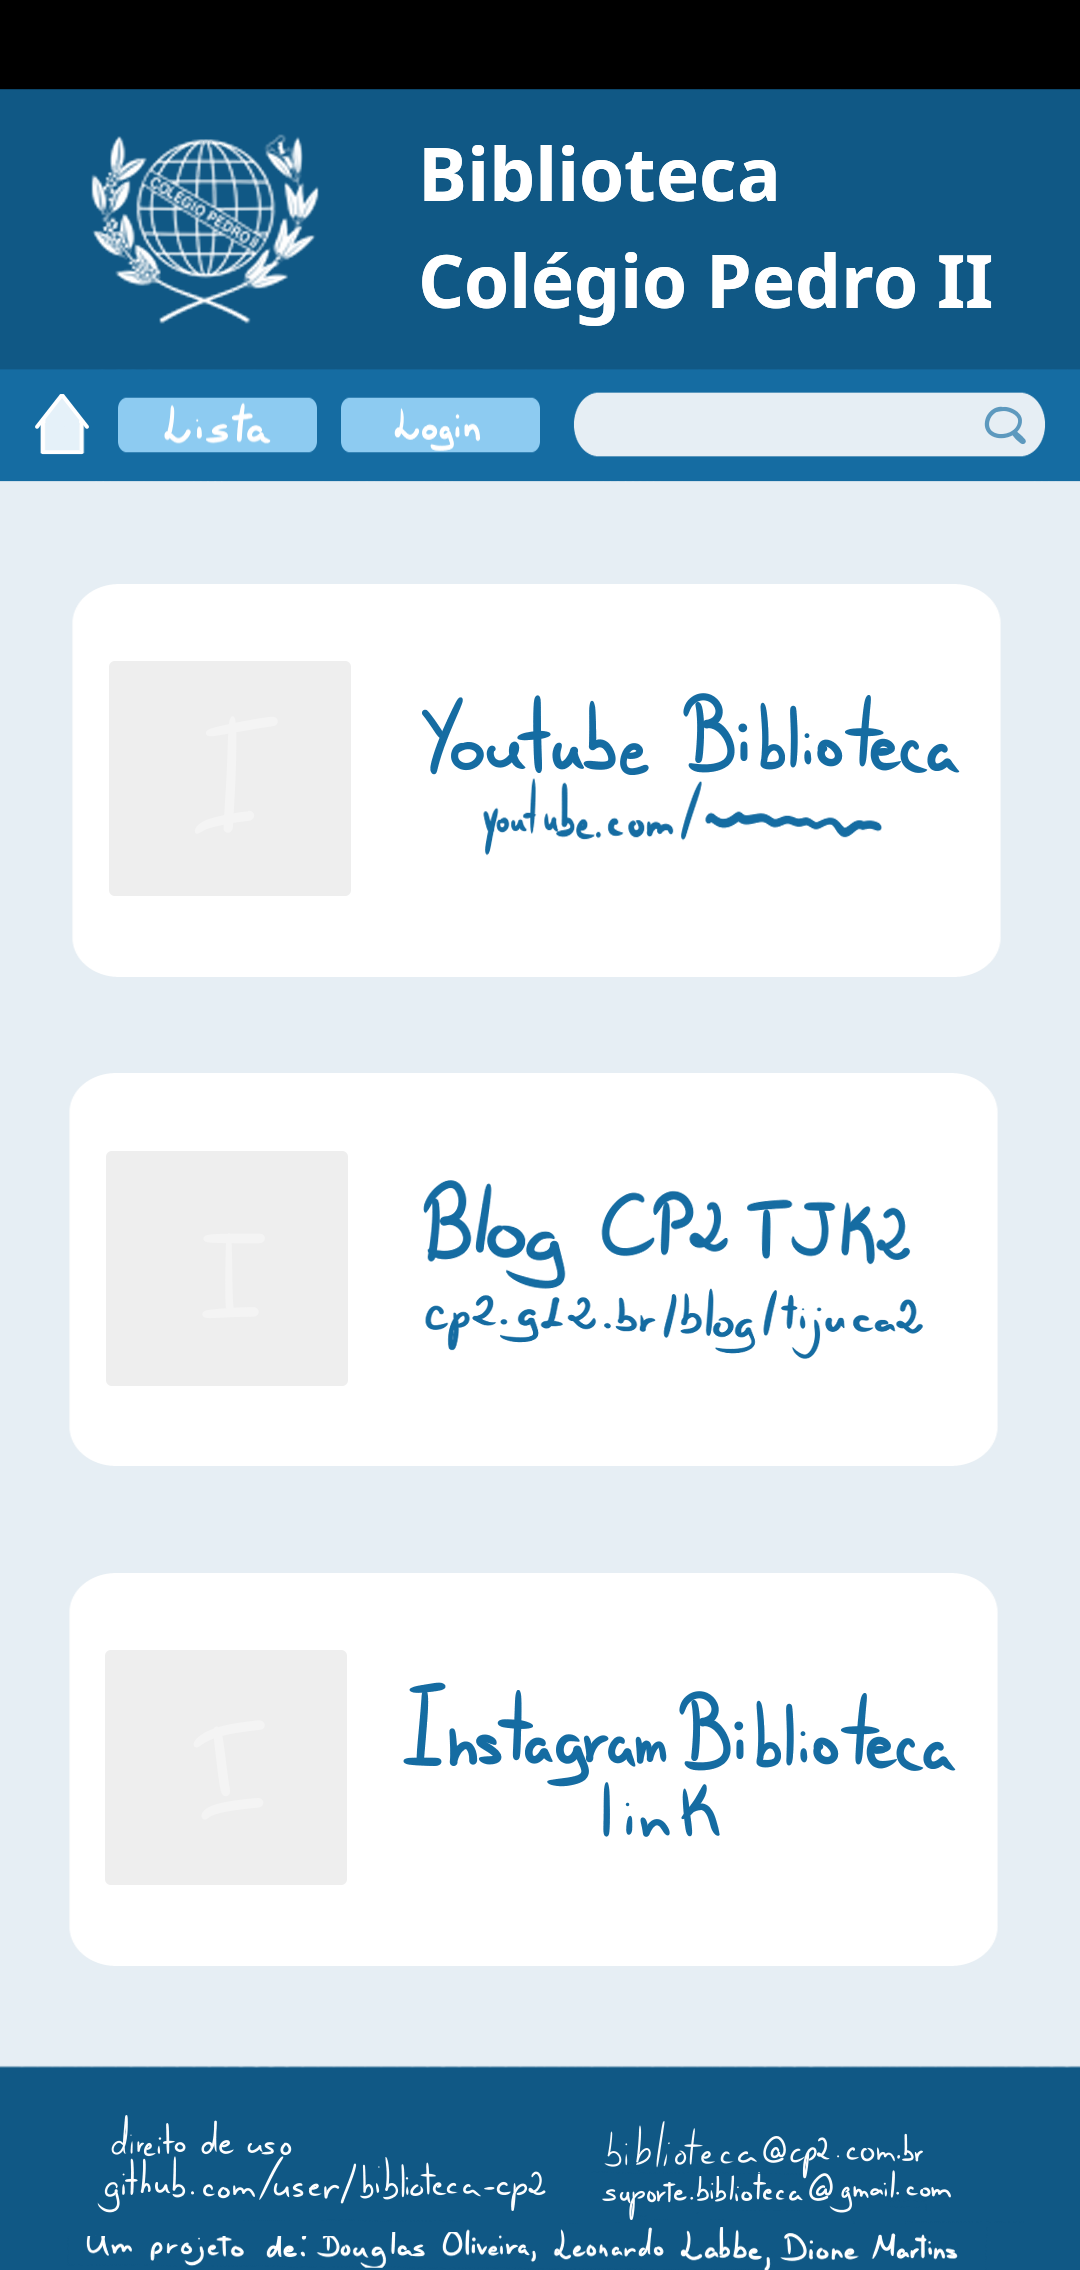 COLÉGIO PEDRO II
Biblioteca
Colégio Pedro II
Lista
Login
I
Youtube Biblioteca
youtube.com/
I
Blog CP2 TJK2
cp2.g12.br/blog/tijuca2
I
Instagram Biblioteca
link
direito de uso
github.com/user/biblioteca-cp2
biblioteca@cp2.com.br
suporte.biblioteca@gmail.com
Um projeto de: Douglas Oliveira, Leonardo Labbe, Dione Martins